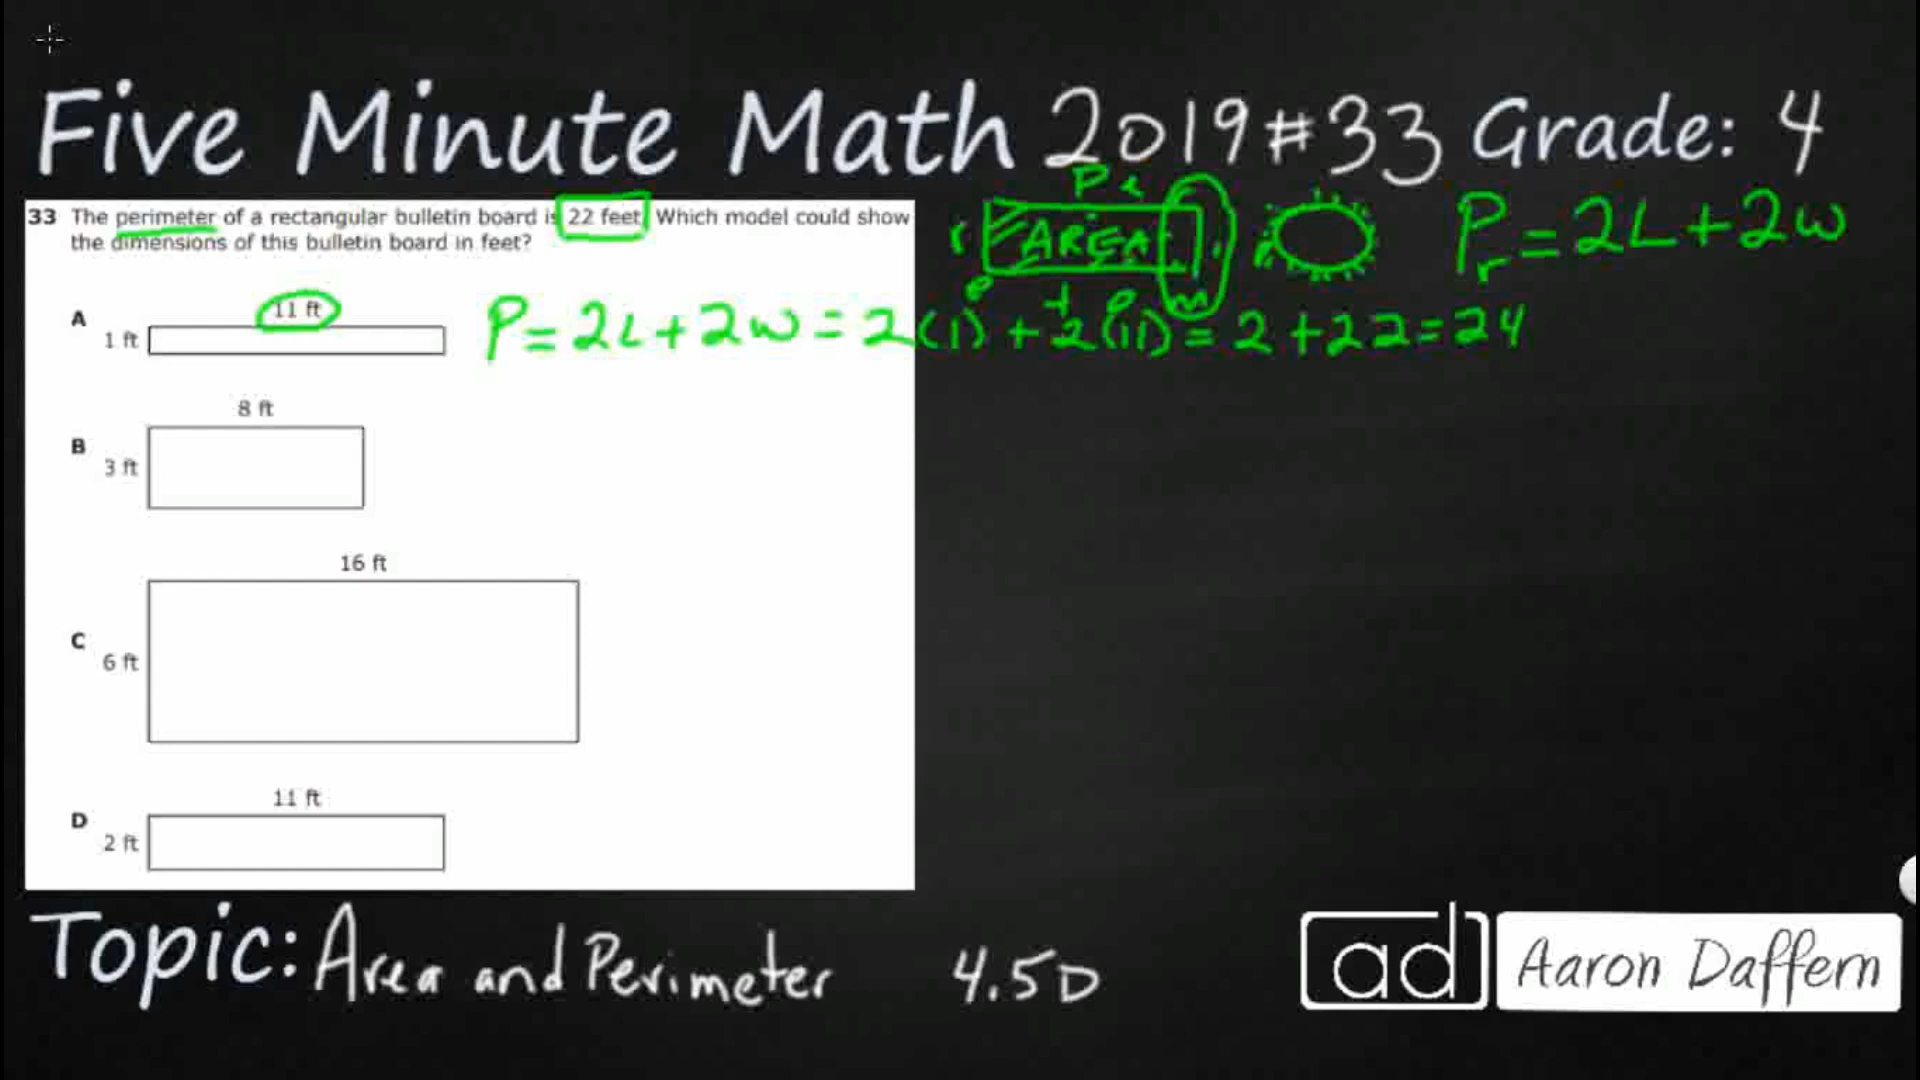 Five Minute Math 2019 #33 Grade: 4
33 The perimeter of a rectangular bulletin board is 22 feet. Which model could show
the dimensions of this bulletin board in feet?
AREA
P r = 2L + 2W
A
11 ft
1 ft
P = 2L + 2W = 2(1) + 2(11) = 2 + 22 = 24
B
8 ft
3 ft
C
16 ft
6 ft
D
11 ft
2 ft
Topic: Area and Perimeter 4.5D
ad Aaron Daffern